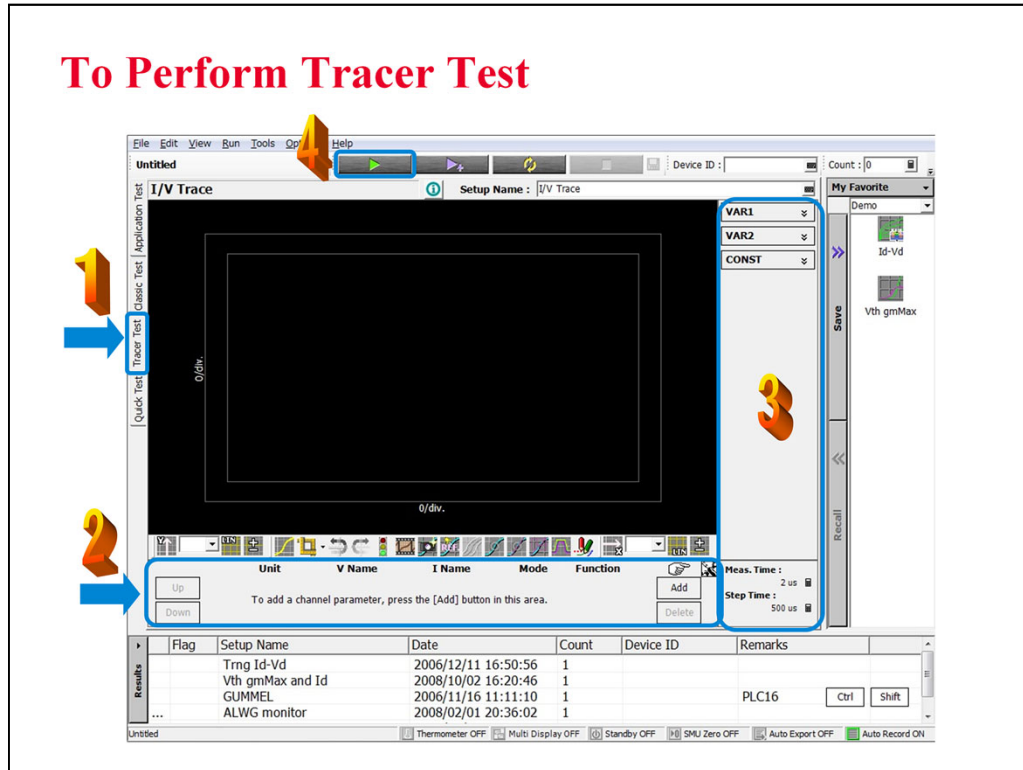 To Perform Tracer Test
4
File Edit View Run Tools Help
Untitled
Device ID :
Count : 0
I/V Trace
Setup Name : I/V Trace
My Favorite
Demo
Application Test
Classic Test
Tracer Test
Quick Test
1
0/div.
0/div.
VAR1
VAR2
CONST
3
Save
Recall
Id-Vd
Vth gmMax
2
Y
LIN
REF
X
LIN
Unit V Name I Name Mode Function
Up
Down
To add a channel parameter, press the [Add] button in this area.
Add
Delete
Meas. Time :
2 us
Step Time :
500 us
Results
Flag Setup Name Date Count Device ID Remarks
Trng Id-Vd 2006/12/11 16:50:56 1
Vth gmMax and Id 2008/10/02 16:20:46 1
GUMMEL 2006/11/16 11:11:10 1 PLC16
... ALWG monitor 2008/02/01 20:36:02 1
Ctrl Shift
Untitled
Thermometer OFF Multi Display OFF Standby OFF SMU Zero OFF Auto Export OFF Auto Record ON